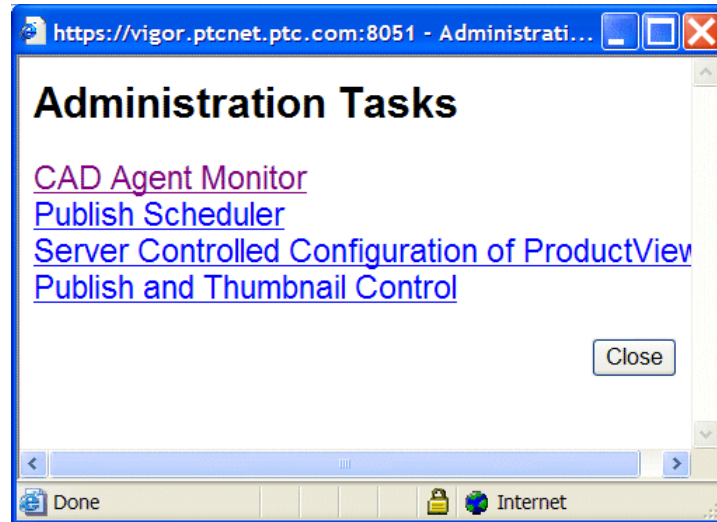 https://vigor.ptcnet.ptc.com:8051 - Administrati...
Administration Tasks
CAD Agent Monitor
Publish Scheduler
Server Controlled Configuration of ProductView
Publish and Thumbnail Control
Close
Done
Internet